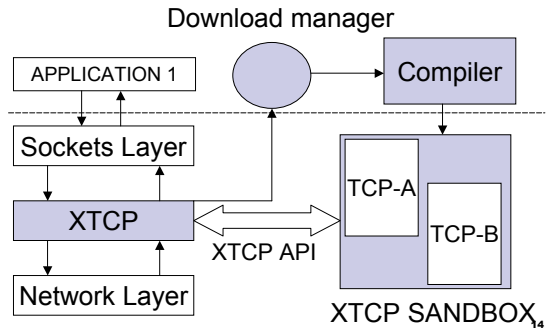 Download manager
APPLICATION 1
Compiler
Sockets Layer
TCP-A
XTCP
TCP-B
XTCP API
Network Layer
XTCP SANDBOX
14